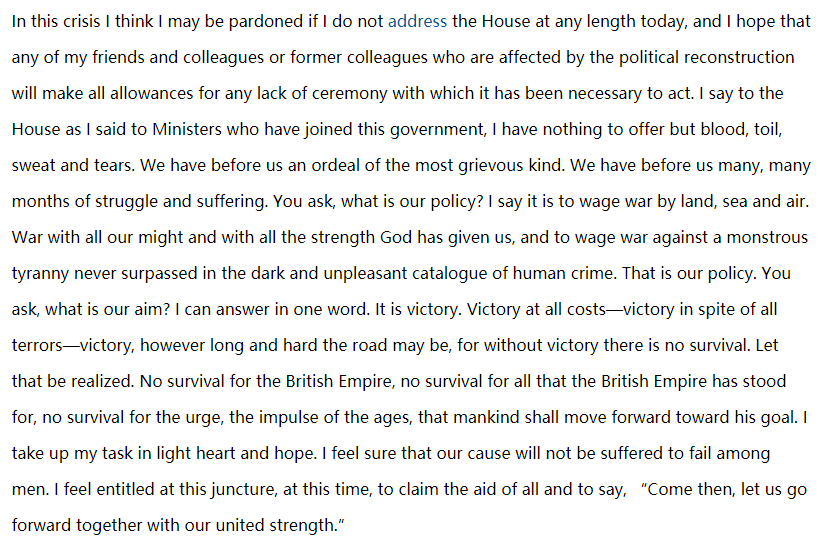 In this crisis I think I may be pardoned if I do not address the House at any length today, and I hope that
any of my friends and colleagues or former colleagues who are affected by the political reconstruction
will make all allowances for any lack of ceremony with which it has been necessary to act. I say to the
House as I said to Ministers who have joined this government, I have nothing to offer but blood, toil,
sweat and tears. We have before us an ordeal of the most grievous kind. We have before us many, many
months of struggle and suffering. You ask, what is our policy? I say it is to wage war by land, sea and air.
War with all our might and with all the strength God has given us, and to wage war against a monstrous
tyranny never surpassed in the dark and unpleasant catalogue of human crime. That is our policy. You
ask, what is our aim? I can answer in one word. It is victory. Victory at all costs—victory in spite of all
terrors—victory, however long and hard the road may be, for without victory there is no survival. Let
that be realized. No survival for the British Empire, no survival for all that the British Empire has stood
for, no survival for the urge, the impulse of the ages, that mankind shall move forward toward his goal. I
take up my task in light heart and hope. I feel sure that our cause will not be suffered to fail among
men. I feel entitled at this juncture, at this time, to claim the aid of all and to say, “Come then, let us go
forward together with our united strength.”